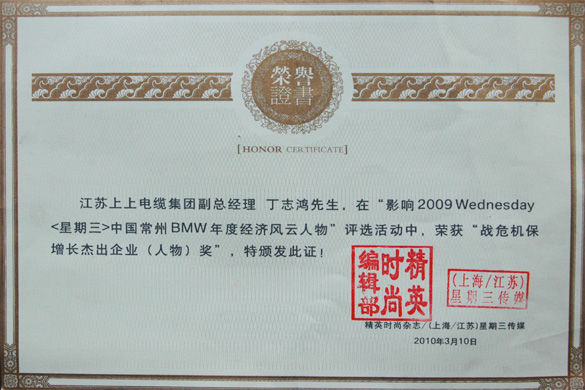 榮譽
證書
[HONOR CERTIFICATE]
江苏上上电缆集团副总经理 丁志鸿先生，在“影响2009 Wednesday
<星期三>中国常州BMW年度经济风云人物”评选活动中，荣获“战危机保
增长杰出企业（人物）奖”，特颁发此证！
精英
时尚
编辑部
(上海/江苏)
星期三传媒
精英时尚杂志/(上海/江苏)星期三传媒
2010年3月10日